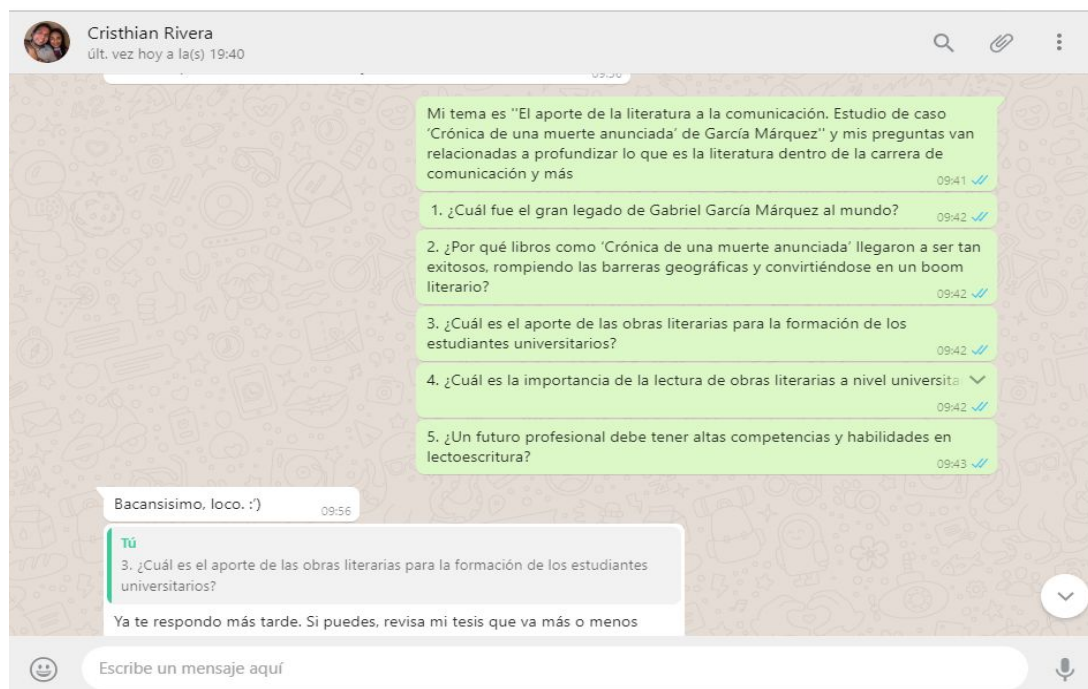 Cristhian Rivera
últ. vez hoy a la(s) 19:40
09:36
Mi tema es ''El aporte de la literatura a la comunicación. Estudio de caso
'Crónica de una muerte anunciada' de García Márquez'' y mis preguntas van
relacionadas a profundizar lo que es la literatura dentro de la carrera de
comunicación y más
09:41
1. ¿Cuál fue el gran legado de Gabriel García Márquez al mundo?
09:42
2. ¿Por qué libros como 'Crónica de una muerte anunciada' llegaron a ser tan
exitosos, rompiendo las barreras geográficas y convirtiéndose en un boom
literario?
09:42
3. ¿Cuál es el aporte de las obras literarias para la formación de los
estudiantes universitarios?
09:42
4. ¿Cuál es la importancia de la lectura de obras literarias a nivel universita
09:42
5. ¿Un futuro profesional debe tener altas competencias y habilidades en
lectoescritura?
09:43
Bacansisimo, loco. :')
09:56
Tú
3. ¿Cuál es el aporte de las obras literarias para la formación de los estudiantes
universitarios?
Ya te respondo más tarde. Si puedes, revisa mi tesis que va más o menos
Escribe un mensaje aquí